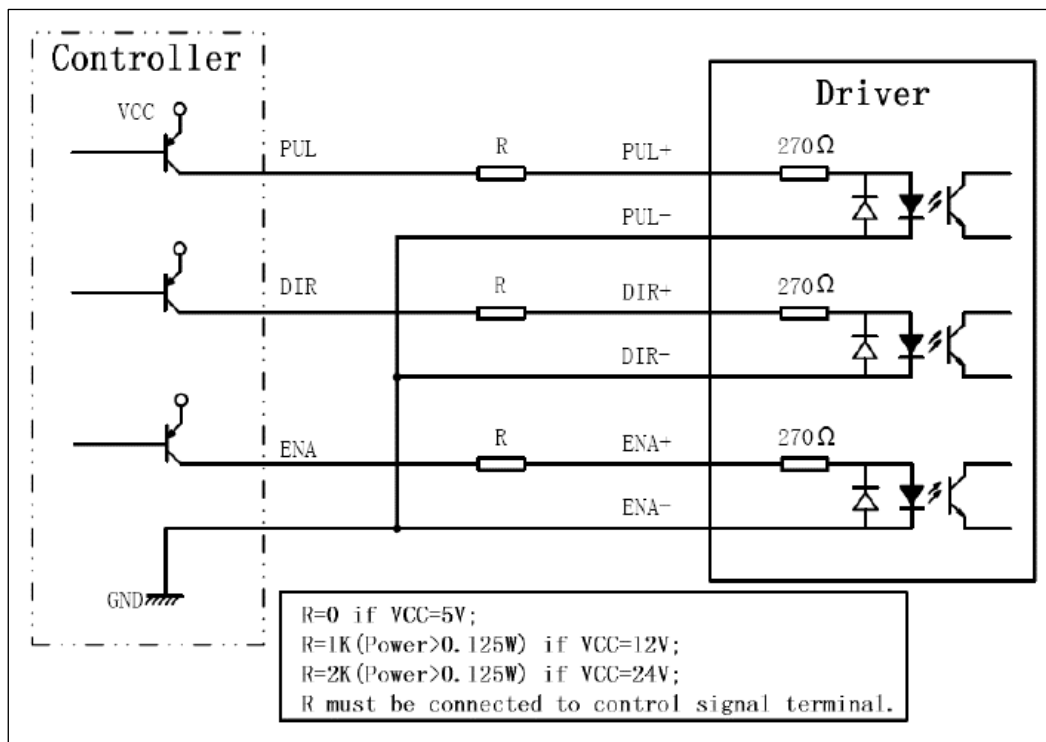 Controller
Driver
VCC
PUL
R
PUL+
270Ω
PUL-
DIR
R
DIR+
270Ω
DIR-
ENA
R
ENA+
270Ω
ENA-
GND
R=0 if VCC=5V;
R=1K(Power>0.125W) if VCC=12V;
R=2K(Power>0.125W) if VCC=24V;
R must be connected to control signal terminal.